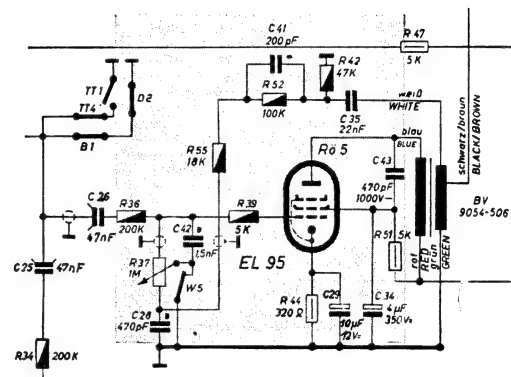 C41
200pF
R47
5K
R42
47K
R52
100K
C35
22nF
weiß
WHITE
TT1
TT4
D2
B1
R55
18K
Rö 5
blau
BLUE
C43
470pF
1000V–
schwarz/braun
BLACK/BROWN
BV
9054-506
C26
47nF
R36
200K
R39
5K
C42
1,5nF
R37
1M
W5
EL 95
C25
47nF
C28
470pF
R51
5K
rot
RED
grün
GREEN
R44
320 Ω
C29
10µF
12V=
C34
4µF
350V=
R34
200K